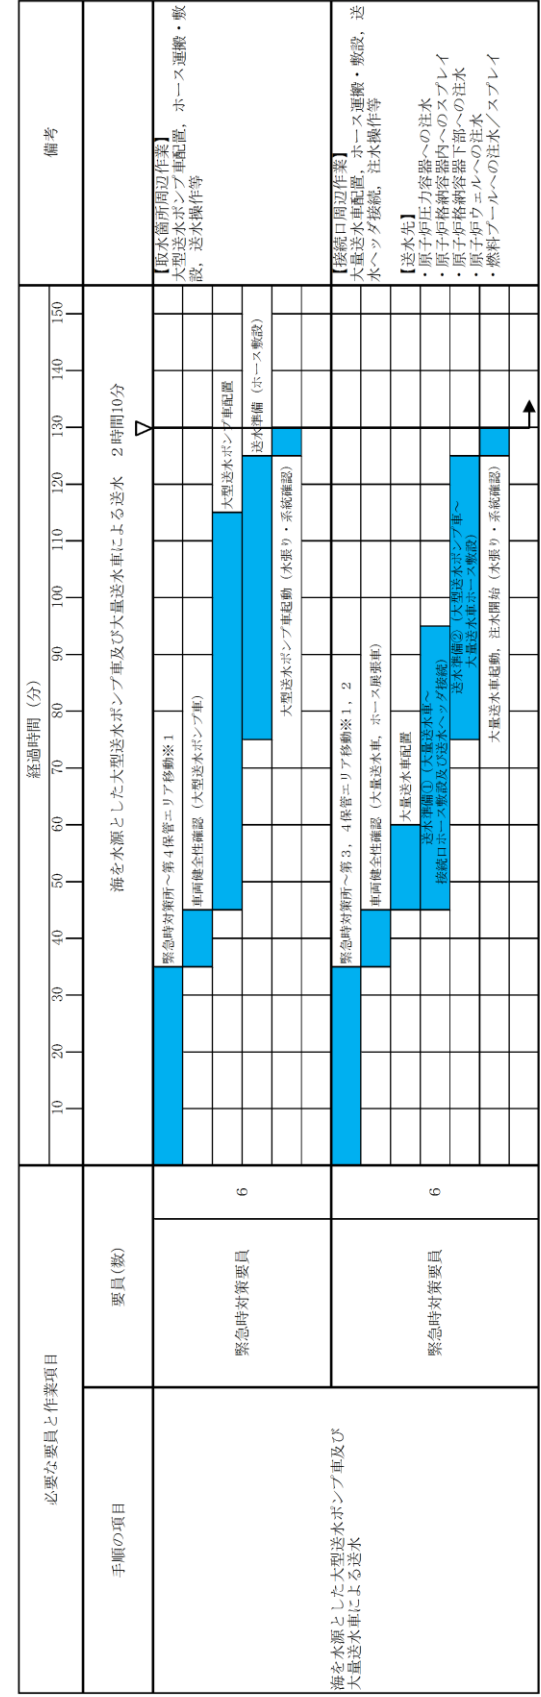 必要な要員と作業項目
経過時間（分）
備考
手順の項目
要員(数)
10 20 30 40 50 60 70 80 90 100 110 120 130 140 150
海を水源とした大型送水ポンプ車及び大量送水車による送水　２時間10分
海を水源とした大型送水ポンプ車及び
大量送水車による送水
緊急時対策要員
6
緊急時対策所～第４保管エリア移動※１
車両健全性確認（大型送水ポンプ車）
大型送水ポンプ車配置
送水準備（ホース敷設）
大型送水ポンプ車起動（水張り・系統確認）
【取水箇所周辺作業】
大型送水ポンプ車配置，ホース運搬・敷
設，送水操作等
緊急時対策要員
6
緊急時対策所～第３，４保管エリア移動※１，２
車両健全性確認（大量送水車，ホース展張車）
大量送水車配置
送水準備①（大量送水車～
接続口ホース敷設及び送水ヘッダ接続）
送水準備②（大型送水ポンプ車～
大量送水車ホース敷設）
大量送水車起動，注水開始（水張り・系統確認）
【接続口周辺作業】
大量送水車配置，ホース運搬・敷設，送
水ヘッダ接続，注水操作等
【送水先】
・原子炉圧力容器への注水
・原子炉格納容器内へのスプレイ
・原子炉格納容器下部への注水
・原子炉ウェルへの注水
・燃料プールへの注水／スプレイ